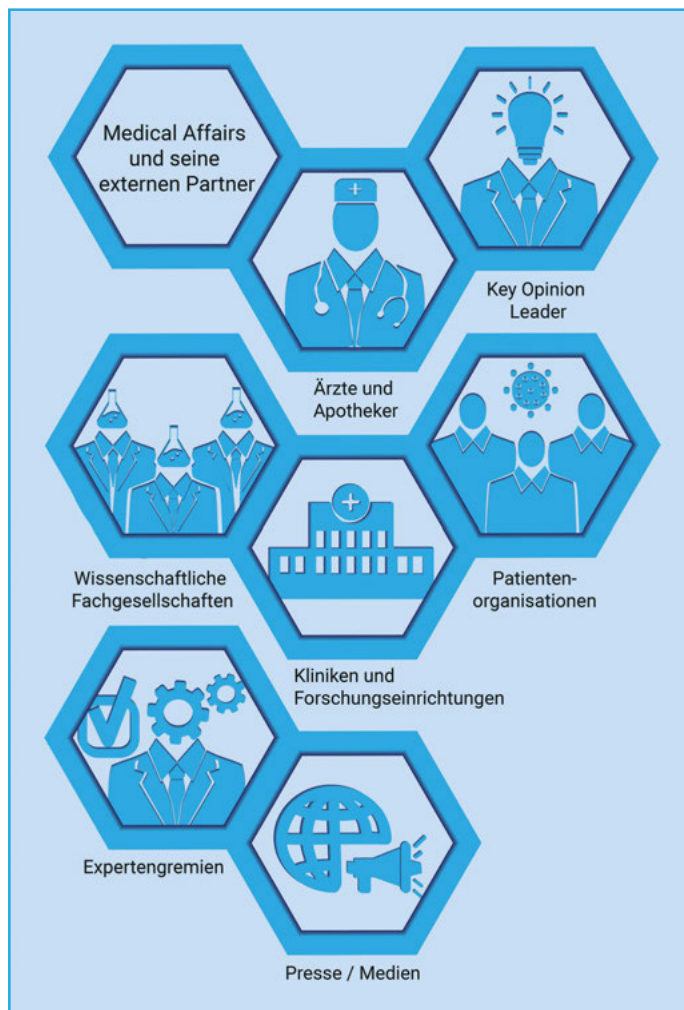 Medical Affairs
und seine
externen Partner
Key Opinion
Leader
Ärzte und
Apotheker
Wissenschaftliche
Fachgesellschaften
Patienten-
organisationen
Kliniken und
Forschungseinrichtungen
Expertengremien
Presse / Medien